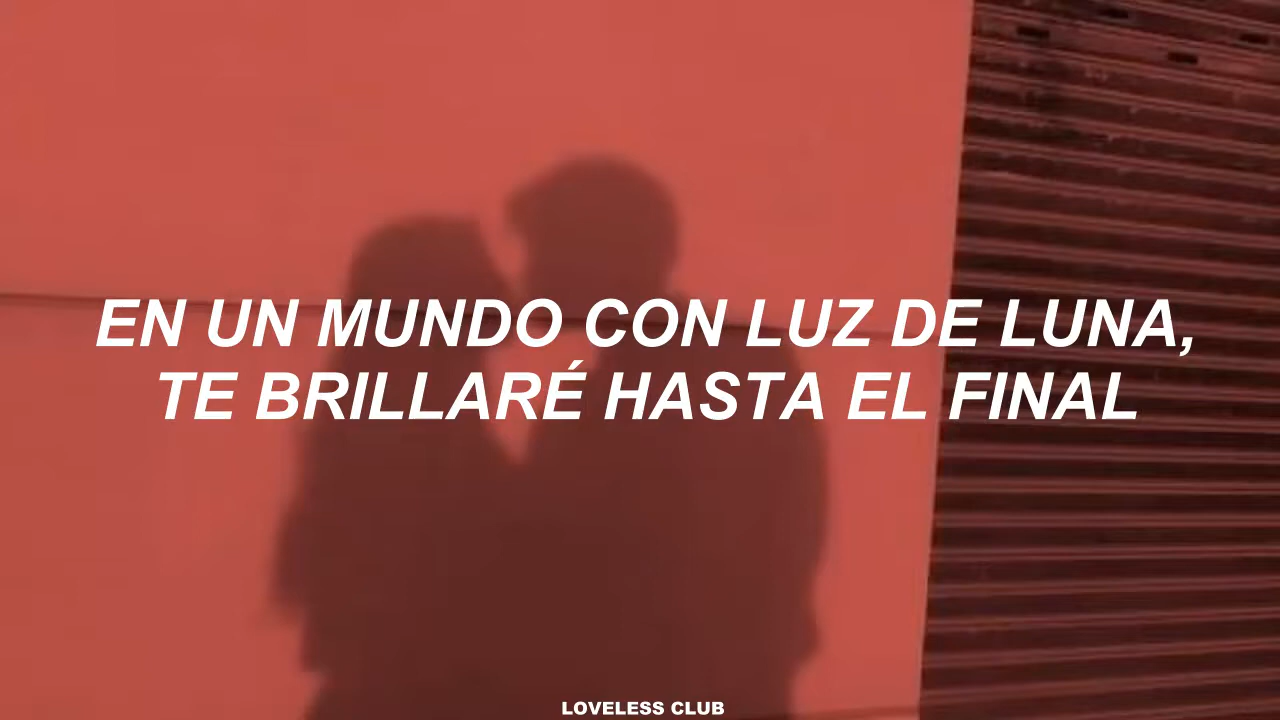 EN UN MUNDO CON LUZ DE LUNA,
TE BRILLARÉ HASTA EL FINAL
LOVELESS CLUB